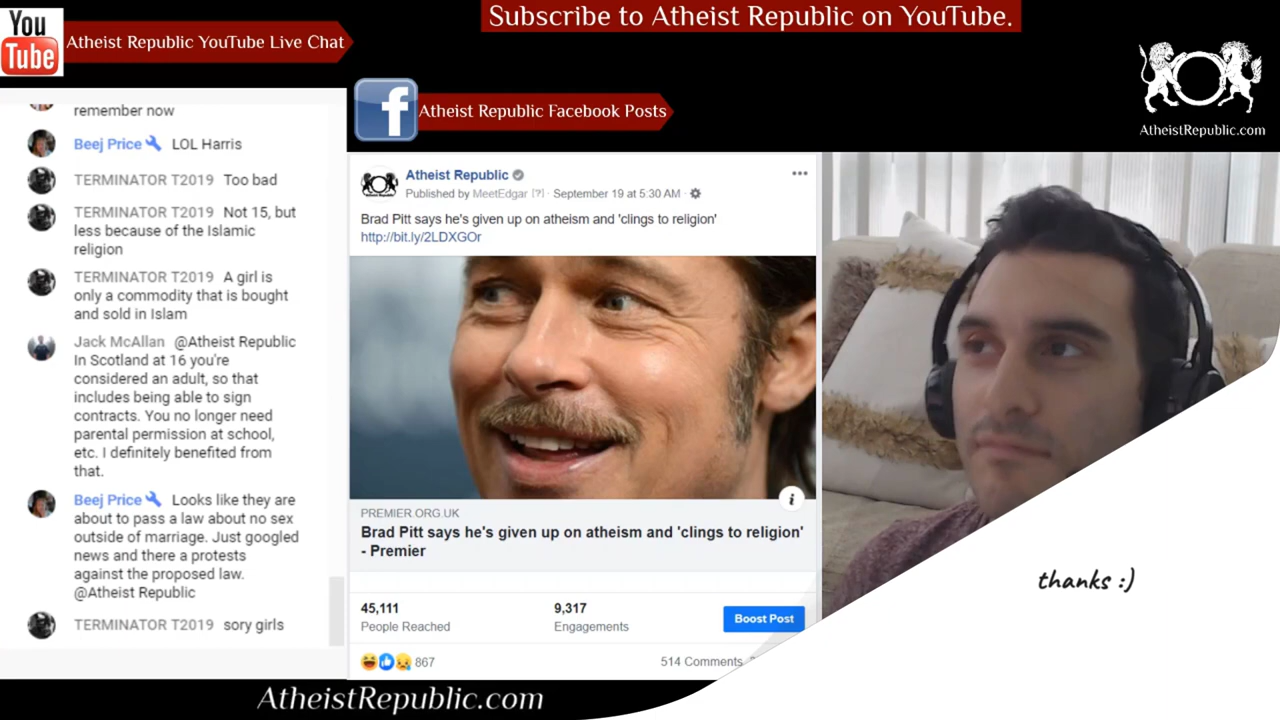 You
Tube
Atheist Republic YouTube Live Chat
Subscribe to Atheist Republic on YouTube.
AtheistRepublic.com
f
Atheist Republic Facebook Posts
remember now
Beej Price LOL Harris
TERMINATOR T2019 Too bad
TERMINATOR T2019 Not 15, but
less because of the Islamic
religion
TERMINATOR T2019 A girl is
only a commodity that is bought
and sold in Islam
Jack McAllan @Atheist Republic
In Scotland at 16 you're
considered an adult, so that
includes being able to sign
contracts. You no longer need
parental permission at school,
etc. I definitely benefited from
that.
Beej Price Looks like they are
about to pass a law about no sex
outside of marriage. Just googled
news and there a protests
against the proposed law.
@Atheist Republic
TERMINATOR T2019 sory girls
Atheist Republic
Published by MeetEdgar [?] · September 19 at 5:30 AM ·
Brad Pitt says he's given up on atheism and 'clings to religion'
http://bit.ly/2LDXGOr
i
PREMIER.ORG.UK
Brad Pitt says he's given up on atheism and 'clings to religion'
- Premier
45,111
People Reached
9,317
Engagements
Boost Post
867
514 Comments
thanks :)
AtheistRepublic.com